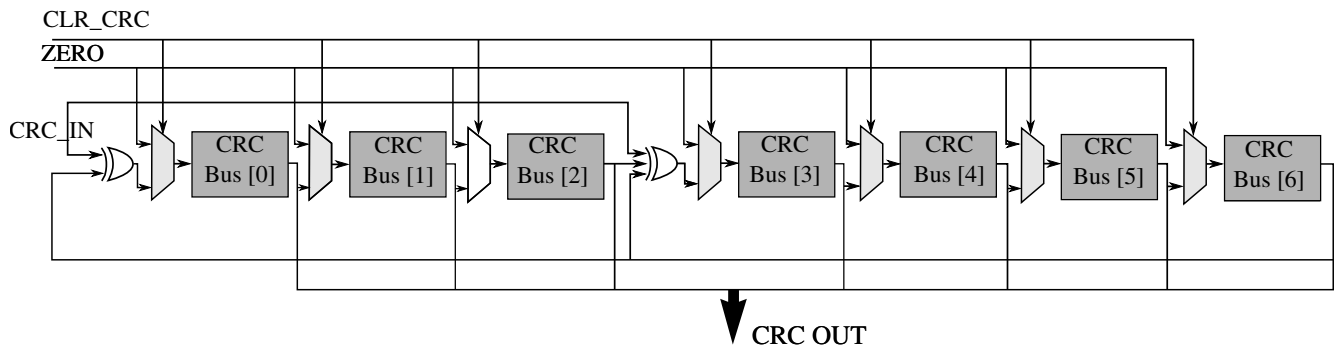 CLR_CRC
ZERO
CRC_IN
CRC
Bus [0]
CRC
Bus [1]
CRC
Bus [2]
CRC
Bus [3]
CRC
Bus [4]
CRC
Bus [5]
CRC
Bus [6]
CRC OUT